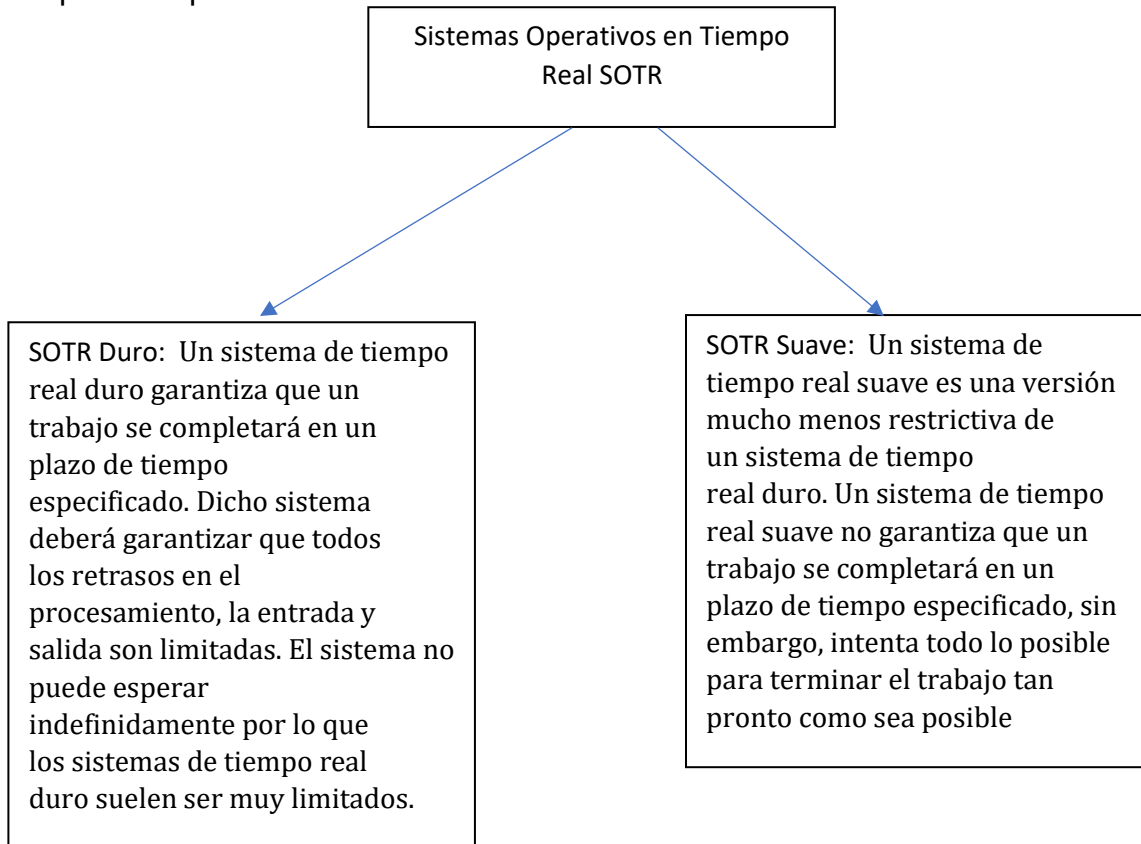 Sistemas Operativos en Tiempo
Real SOTR
SOTR Duro: Un sistema de tiempo
real duro garantiza que un
trabajo se completará en un
plazo de tiempo
especificado. Dicho sistema
deberá garantizar que todos
los retrasos en el
procesamiento, la entrada y
salida son limitadas. El sistema no
puede esperar
indefinidamente por lo que
los sistemas de tiempo real
duro suelen ser muy limitados.
SOTR Suave: Un sistema de
tiempo real suave es una versión
mucho menos restrictiva de
un sistema de tiempo
real duro. Un sistema de tiempo
real suave no garantiza que un
trabajo se completará en un
plazo de tiempo especificado, sin
embargo, intenta todo lo posible
para terminar el trabajo tan
pronto como sea posible